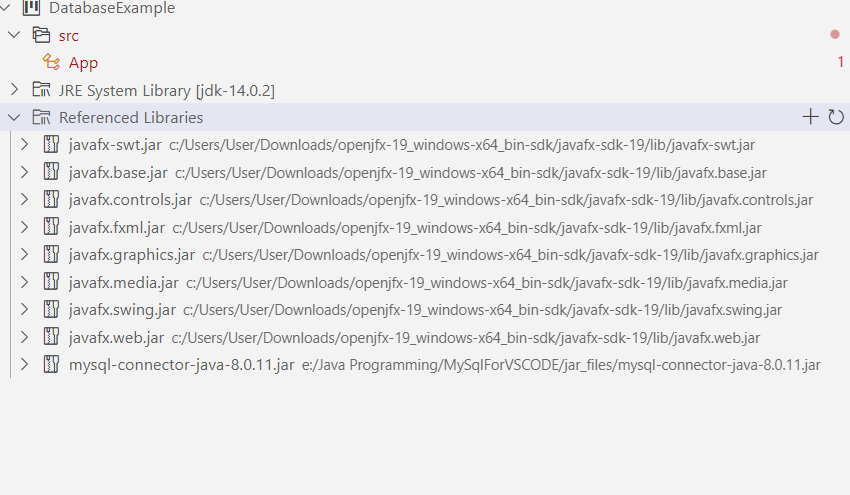 DatabaseExample
src
App 1
JRE System Library [jdk-14.0.2]
Referenced Libraries
javafx-swt.jar c:/Users/User/Downloads/openjfx-19_windows-x64_bin-sdk/javafx-sdk-19/lib/javafx-swt.jar
javafx.base.jar c:/Users/User/Downloads/openjfx-19_windows-x64_bin-sdk/javafx-sdk-19/lib/javafx.base.jar
javafx.controls.jar c:/Users/User/Downloads/openjfx-19_windows-x64_bin-sdk/javafx-sdk-19/lib/javafx.controls.jar
javafx.fxml.jar c:/Users/User/Downloads/openjfx-19_windows-x64_bin-sdk/javafx-sdk-19/lib/javafx.fxml.jar
javafx.graphics.jar c:/Users/User/Downloads/openjfx-19_windows-x64_bin-sdk/javafx-sdk-19/lib/javafx.graphics.jar
javafx.media.jar c:/Users/User/Downloads/openjfx-19_windows-x64_bin-sdk/javafx-sdk-19/lib/javafx.media.jar
javafx.swing.jar c:/Users/User/Downloads/openjfx-19_windows-x64_bin-sdk/javafx-sdk-19/lib/javafx.swing.jar
javafx.web.jar c:/Users/User/Downloads/openjfx-19_windows-x64_bin-sdk/javafx-sdk-19/lib/javafx.web.jar
mysql-connector-java-8.0.11.jar e:/Java Programming/MySqlForVSCODE/jar_files/mysql-connector-java-8.0.11.jar